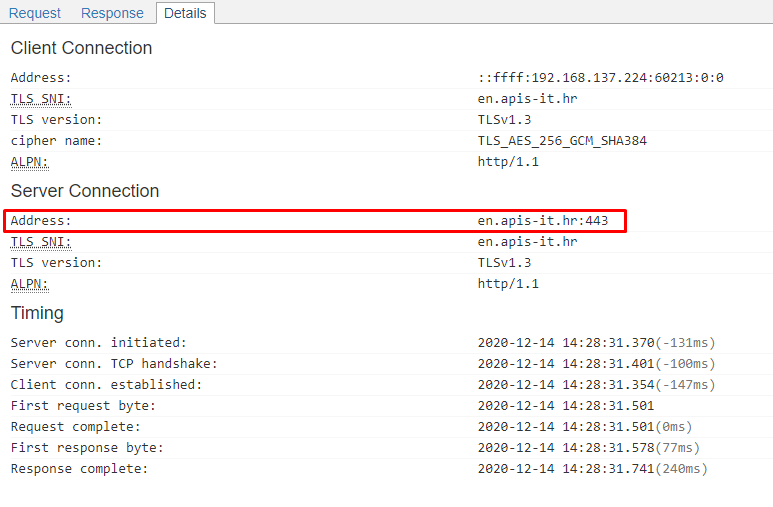 Request Response Details
Client Connection
Address: ::ffff:192.168.137.224:60213:0:0
TLS SNI: en.apis-it.hr
TLS version: TLSv1.3
cipher name: TLS_AES_256_GCM_SHA384
ALPN: http/1.1
Server Connection
Address: en.apis-it.hr:443
TLS SNI: en.apis-it.hr
TLS version: TLSv1.3
ALPN: http/1.1
Timing
Server conn. initiated: 2020-12-14 14:28:31.370(-131ms)
Server conn. TCP handshake: 2020-12-14 14:28:31.401(-100ms)
Client conn. established: 2020-12-14 14:28:31.354(-147ms)
First request byte: 2020-12-14 14:28:31.501
Request complete: 2020-12-14 14:28:31.501(0ms)
First response byte: 2020-12-14 14:28:31.578(77ms)
Response complete: 2020-12-14 14:28:31.741(240ms)